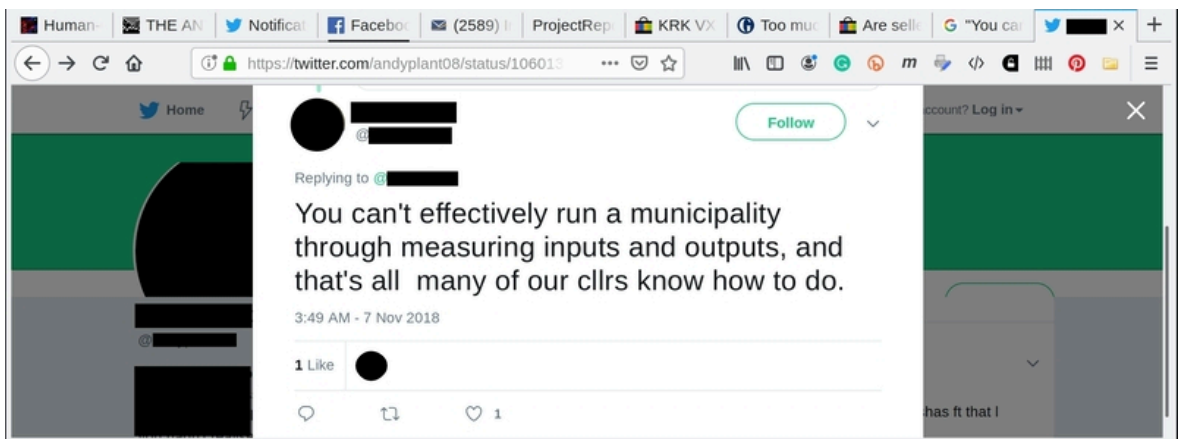 Human- THE AN Notificat Faceboo (2589) ProjectRep KRK VX Too muc Are selle "You can
https://twitter.com/andyplant08/status/106013
Home
ccount? Log in
@
Follow
Replying to @
You can't effectively run a municipality
through measuring inputs and outputs, and
that's all many of our cllrs know how to do.
3:49 AM - 7 Nov 2018
@
1 Like
1
has ft that I